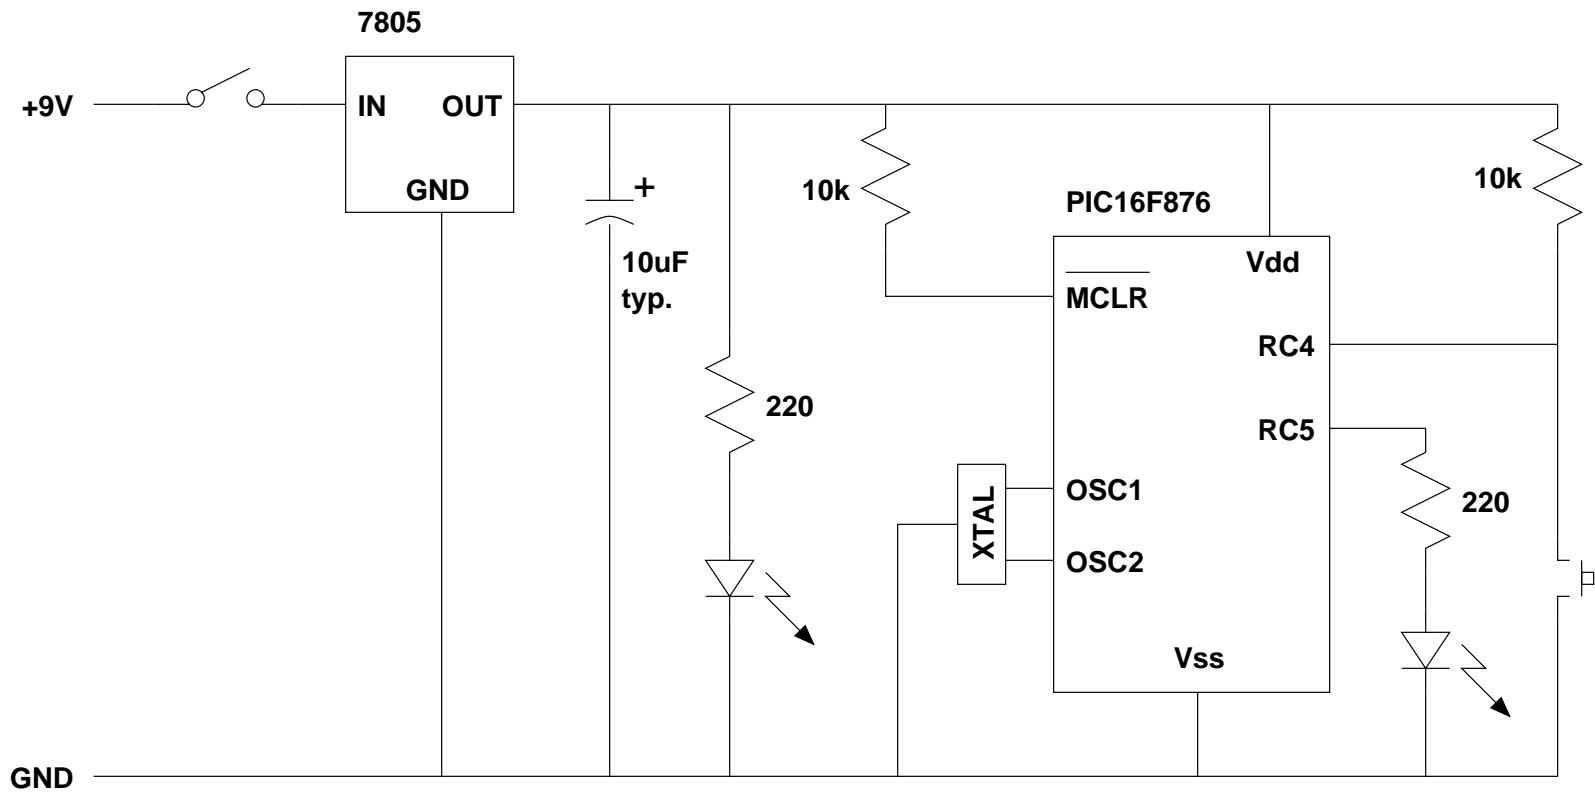 7805
+9V
IN OUT
GND
+
10uF
typ.
220
10k
PIC16F876
Vdd
MCLR
RC4
RC5
OSC1
OSC2
XTAL
Vss
10k
220
GND